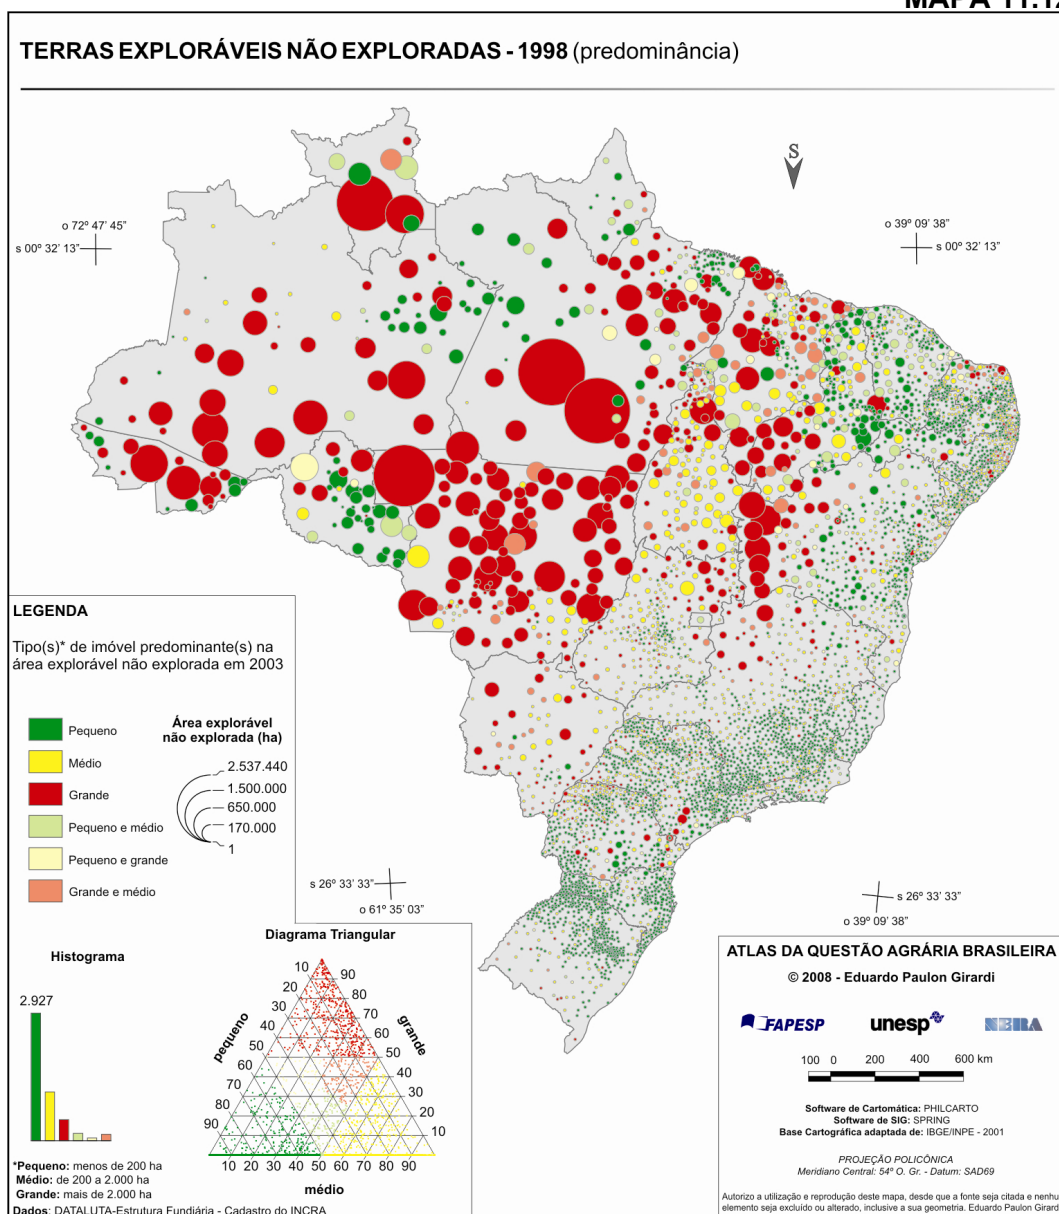 TERRAS EXPLORÁVEIS NÃO EXPLORADAS - 1998 (predominância)
S
o 72º 47' 45"
s 00º 32' 13"
o 39º 09' 38"
s 00º 32' 13"
LEGENDA
Tipo(s)* de imóvel predominante(s) na
área explorável não explorada em 2003
Pequeno
Médio
Grande
Pequeno e médio
Pequeno e grande
Grande e médio
Área explorável
não explorada (ha)
2.537.440
1.500.000
650.000
170.000
1
s 26º 33' 33"
o 61º 35' 03"
s 26º 33' 33"
o 39º 09' 38"
Histograma
2.927
*Pequeno: menos de 200 ha
Médio: de 200 a 2.000 ha
Grande: mais de 2.000 ha
Dados: DATALUTA-Estrutura Fundiária - Cadastro do INCRA
Diagrama Triangular
pequeno
grande
médio
10 20 30 40 50 60 70 80 90
90 80 70 60 50 40 30 20 10
10 20 30 40 50 60 70 80 90
ATLAS DA QUESTÃO AGRÁRIA BRASILEIRA
© 2008 - Eduardo Paulon Girardi
FAPESP
unesp
NERA
100 0 200 400 600 km
Software de Cartomática: PHILCARTO
Software de SIG: SPRING
Base Cartográfica adaptada de: IBGE/INPE - 2001
PROJEÇÃO POLICÔNICA
Meridiano Central: 54º O. Gr. - Datum: SAD69
Autorizo a utilização e reprodução deste mapa, desde que a fonte seja citada e
elemento seja excluído ou alterado, inclusive a sua geometria. Eduardo Paulon